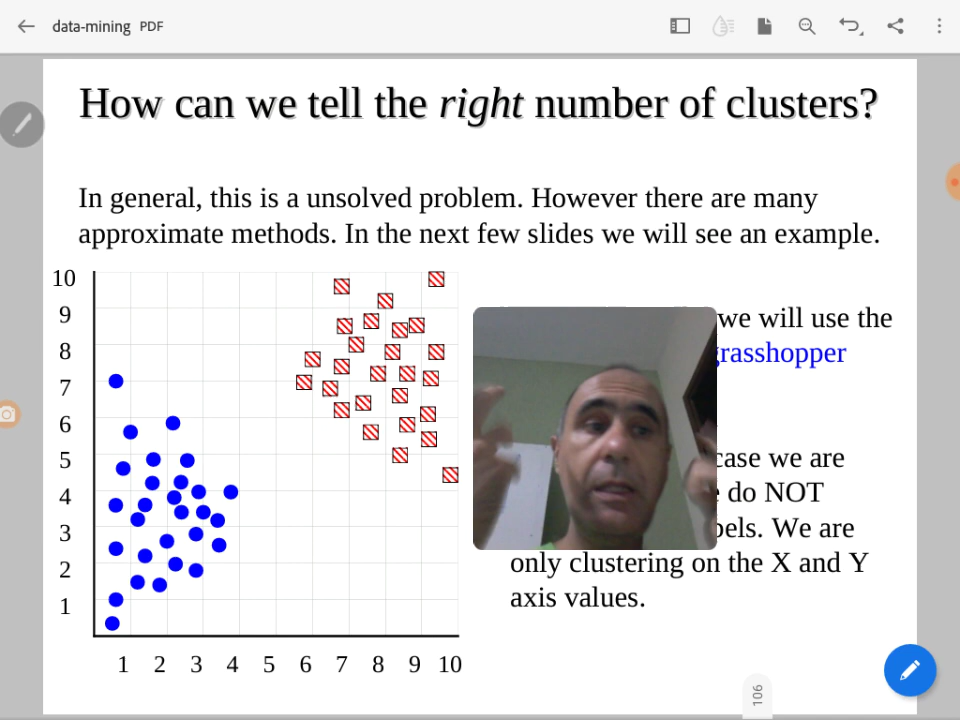 data-mining PDF
How can we tell the right number of clusters?
In general, this is a unsolved problem. However there are many
approximate methods. In the next few slides we will see an example.
we will use the
grasshopper
case we are
do NOT
We are
only clustering on the X and Y
axis values.
10
9
8
7
6
5
4
3
2
1
1 2 3 4 5 6 7 8 9 10
106